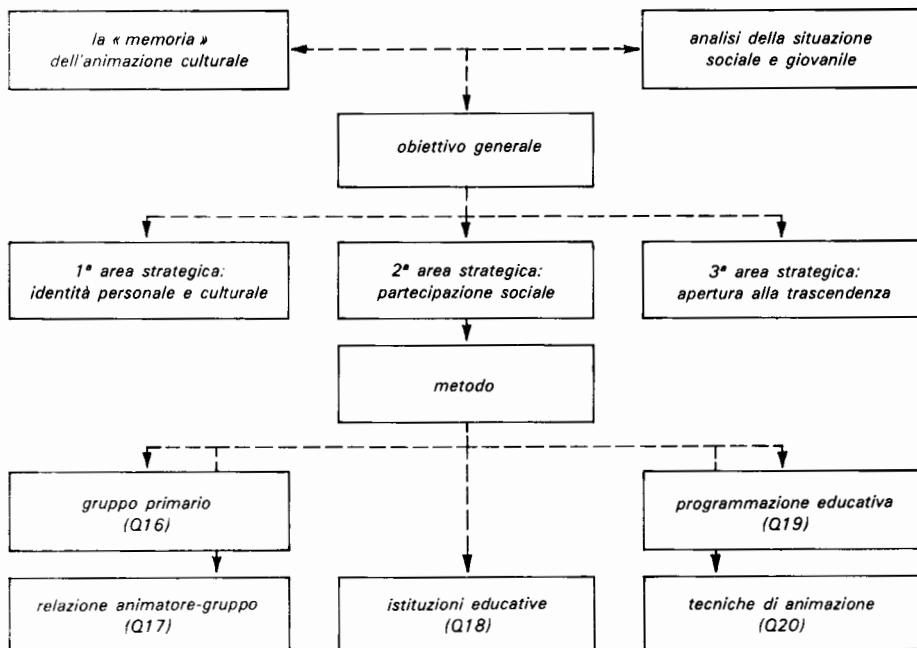 la « memoria »
dell'animazione culturale
analisi della situazione
sociale e giovanile
obiettivo generale
1ª area strategica:
identità personale e culturale
2ª area strategica:
partecipazione sociale
3ª area strategica:
apertura alla trascendenza
metodo
gruppo primario
(Q16)
programmazione educativa
(Q19)
relazione animatore-gruppo
(Q17)
istituzioni educative
(Q18)
tecniche di animazione
(Q20)